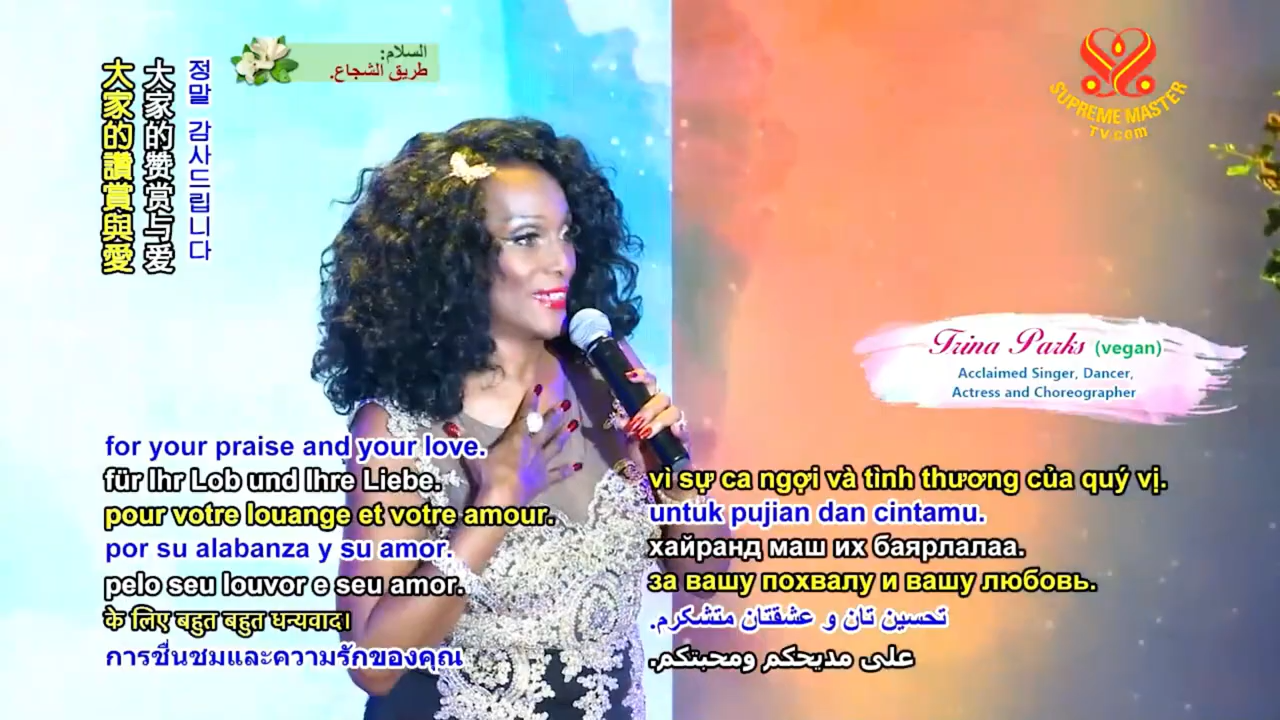 大家的讚賞與愛
大家的赞赏与爱
정말 감사드립니다
السلام:
طريق الشجاع.
SUPREME MASTER
TV.com
Trina Parks (vegan)
Acclaimed Singer, Dancer,
Actress and Choreographer
for your praise and your love.
für Ihr Lob und Ihre Liebe.
pour votre louange et votre amour.
por su alabanza y su amor.
pelo seu louvor e seu amor.
के लिए बहुत बहुत धन्यवाद।
การชื่นชมและความรักของคุณ
vì sự ca ngợi và tình thương của quý vị.
untuk pujian dan cintamu.
хайранд маш их баярлалаа.
за вашу похвалу и вашу любовь.
تحسین تان و عشقتان متشکرم.
على مديحكم ومحبتكم.